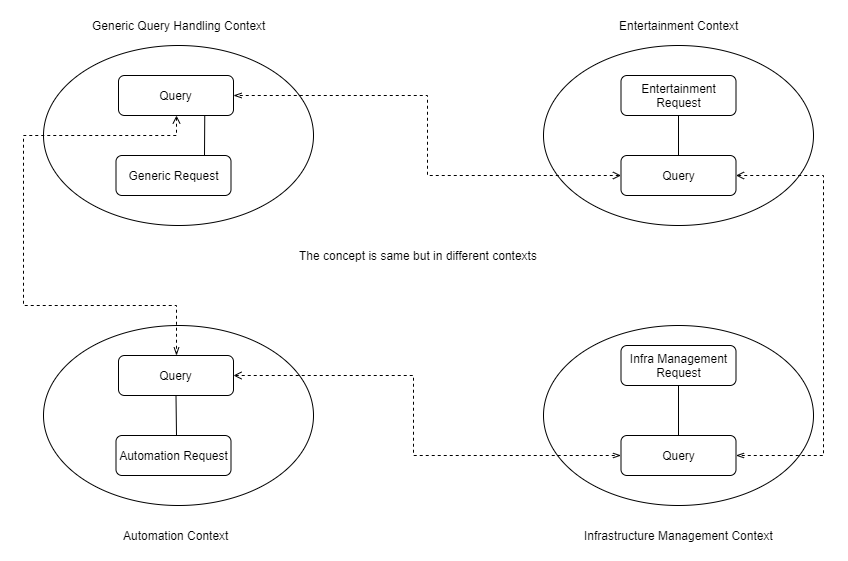 Generic Query Handling Context
Entertainment Context
Query
Entertainment
Request
Generic Request
Query
The concept is same but in different contexts
Query
Infra Management
Request
Automation Request
Query
Automation Context
Infrastructure Management Context